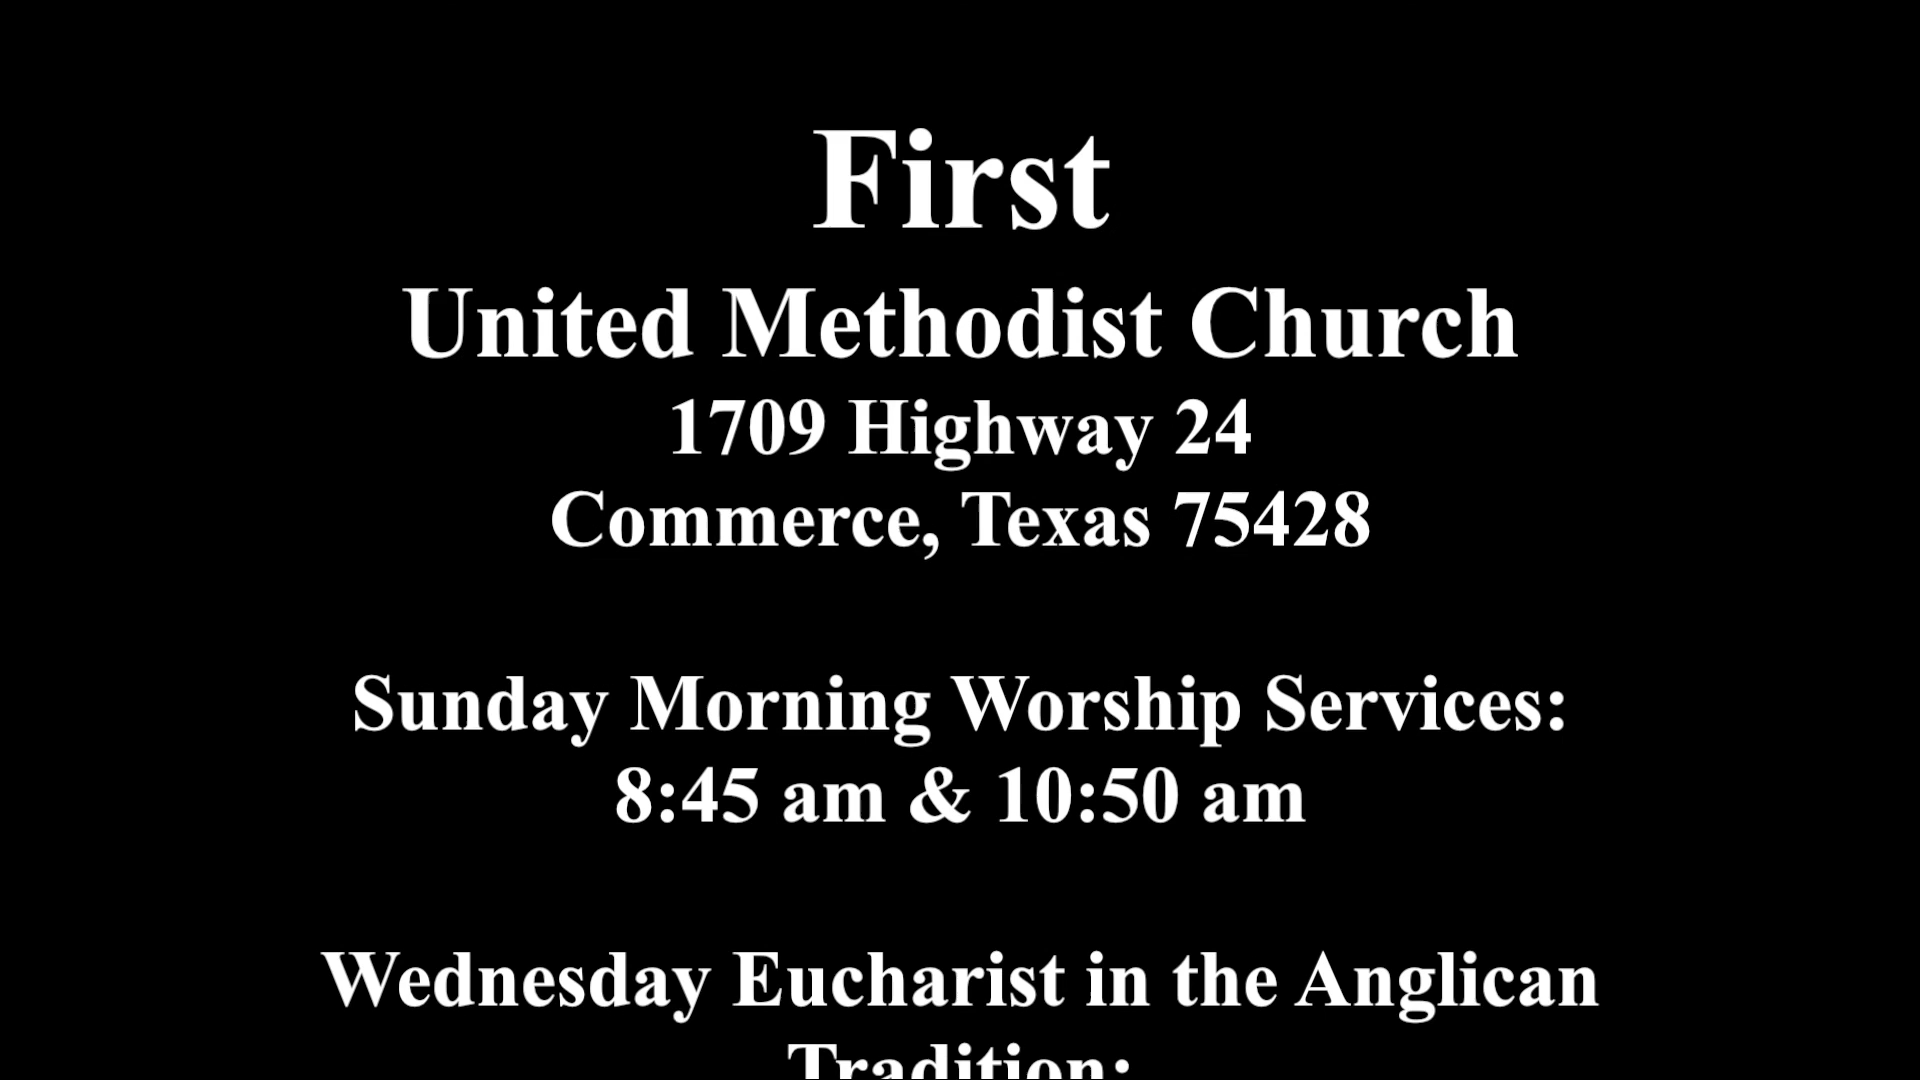 First
United Methodist Church
1709 Highway 24
Commerce, Texas 75428
Sunday Morning Worship Services:
8:45 am & 10:50 am
Wednesday Eucharist in the Anglican
Tradition: